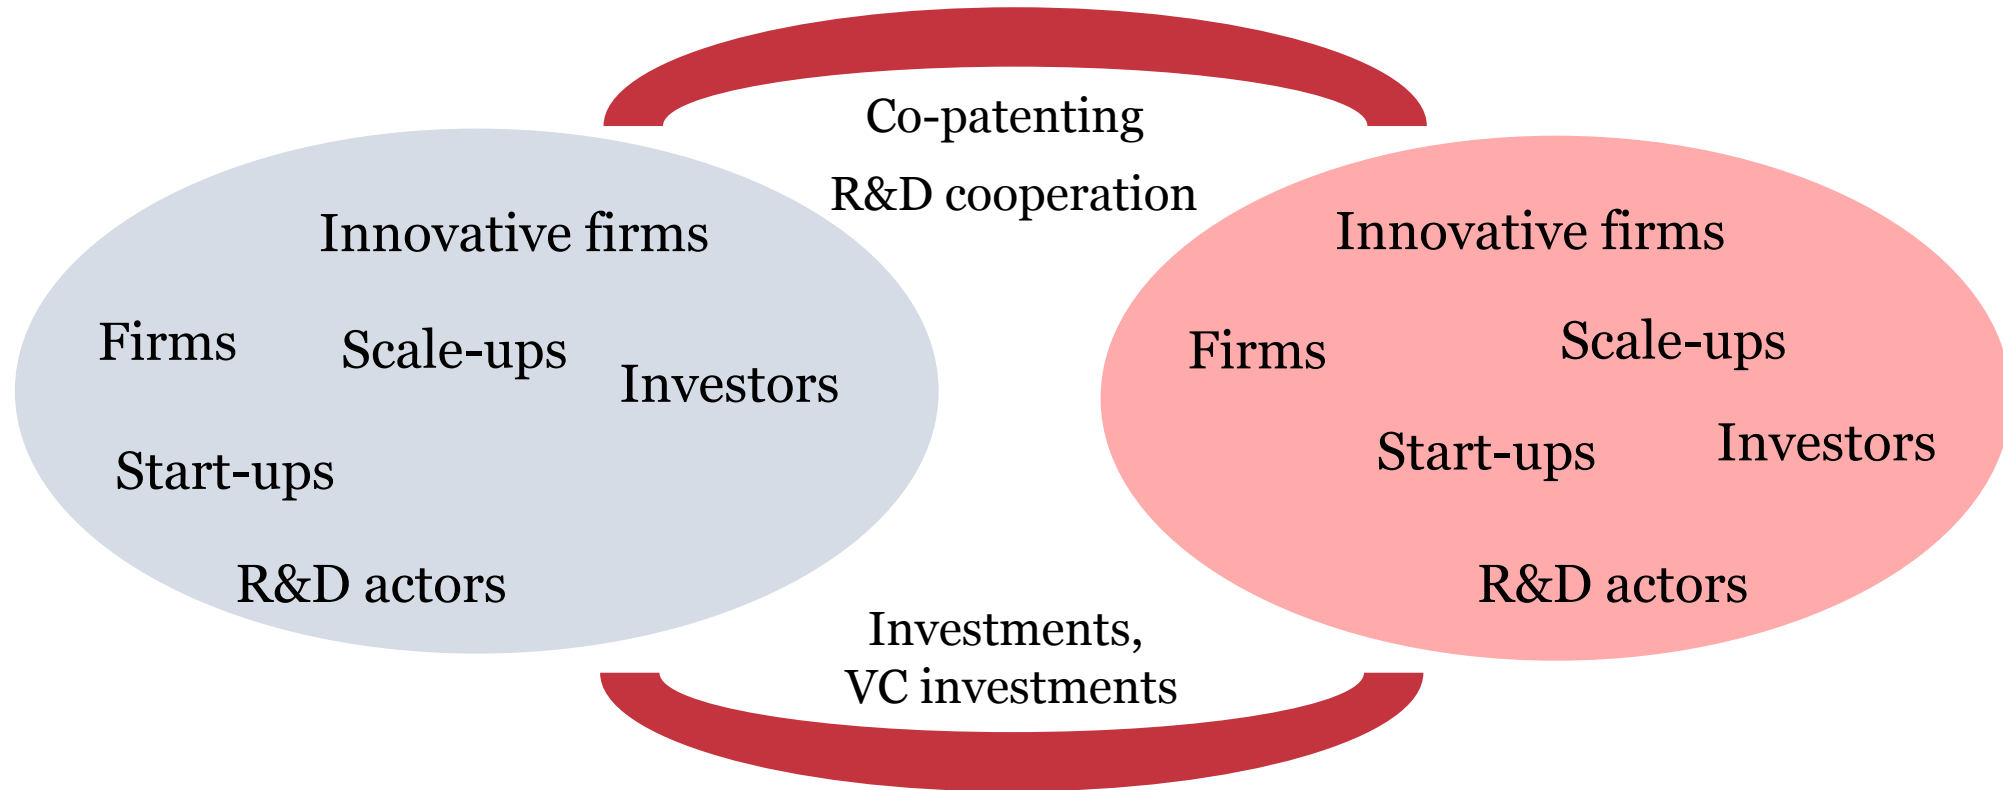 Co-patenting
R&D cooperation
Innovative firms
Firms
Scale-ups
Investors
Start-ups
R&D actors
Innovative firms
Firms
Scale-ups
Start-ups
Investors
R&D actors
Investments,
VC investments